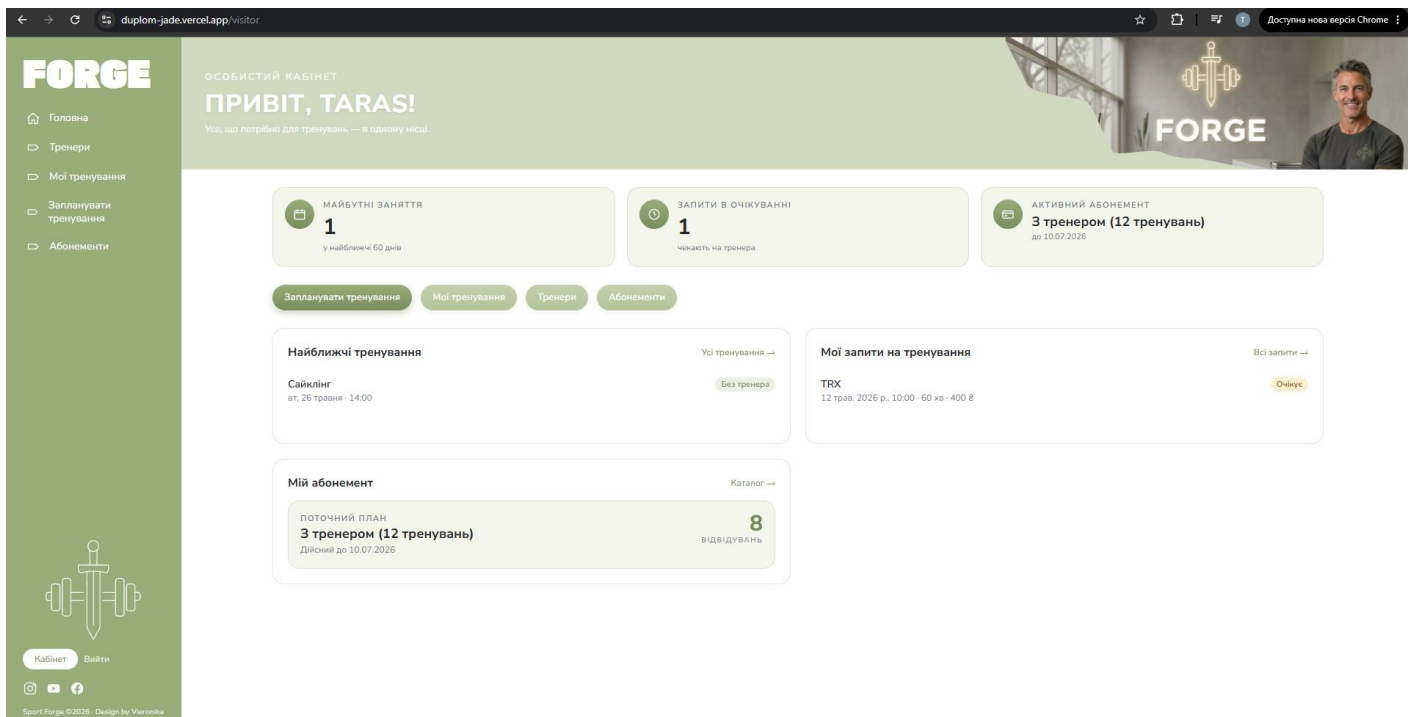 duplom-jade.vercel.app/visitor
T
Доступна нова версія Chrome
FORGE
Головна
Тренери
Мої тренування
Запланувати
тренування
Абонементи
Кабінет
Вийти
Sport Forge ©2026 - Design by Vieronika
ОСОБИСТИЙ КАБІНЕТ
ПРИВІТ, TARAS!
Усе, що потрібно для тренувань — в одному місці.
FORGE
МАЙБУТНІ ЗАНЯТТЯ
1
у найближчі 60 днів
ЗАПИТИ В ОЧІКУВАННІ
1
чекають на тренера
АКТИВНИЙ АБОНЕМЕНТ
З тренером (12 тренувань)
до 10.07.2026
Запланувати тренування
Мої тренування
Тренери
Абонементи
Найближчі тренування
Усі тренування →
Сайклінг
Без тренера
вт, 26 травня · 14:00
Мої запити на тренування
Всі запити →
TRX
Очікує
12 трав. 2026 р., 10:00 · 60 хв · 400 ₴
Мій абонемент
Каталог →
ПОТОЧНИЙ ПЛАН
З тренером (12 тренувань)
Дійсний до 10.07.2026
8
ВІДВІДУВАНЬ